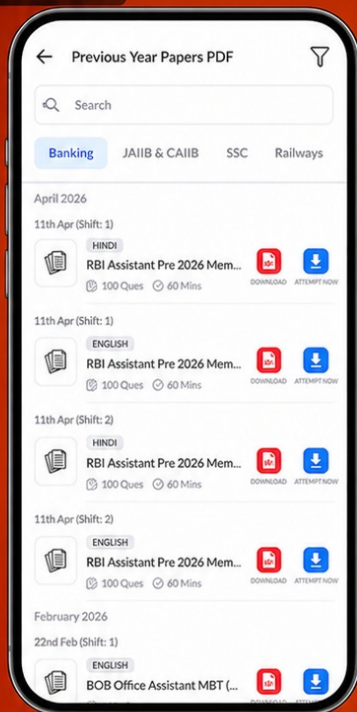 Previous Year Papers PDF
Search
Banking JAIIB & CAIIB SSC Railways
April 2026
11th Apr (Shift: 1)
HINDI
RBI Assistant Pre 2026 Mem...
100 Ques 60 Mins
DOWNLOAD ATTEMPT NOW
11th Apr (Shift: 1)
ENGLISH
RBI Assistant Pre 2026 Mem...
100 Ques 60 Mins
DOWNLOAD ATTEMPT NOW
11th Apr (Shift: 2)
HINDI
RBI Assistant Pre 2026 Mem...
100 Ques 60 Mins
DOWNLOAD ATTEMPT NOW
11th Apr (Shift: 2)
ENGLISH
RBI Assistant Pre 2026 Mem...
100 Ques 60 Mins
DOWNLOAD ATTEMPT NOW
February 2026
22nd Feb (Shift: 1)
ENGLISH
BOB Office Assistant MBT (...
DOWNLOAD ATTEMPT NOW